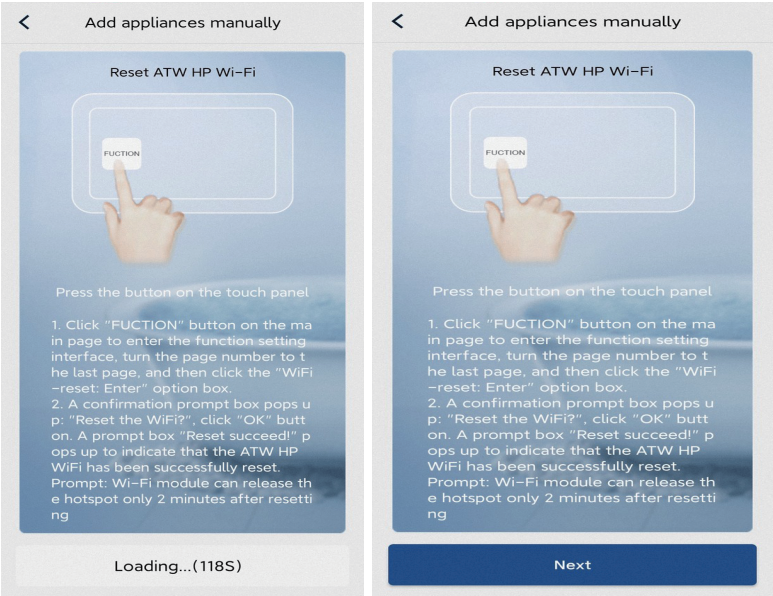 Add appliances manually
Reset ATW HP Wi-Fi
FUCTION
Press the button on the touch panel
1. Click "FUCTION" button on the ma
in page to enter the function setting
interface, turn the page number to t
he last page, and then click the "WiFi
-reset: Enter" option box.
2. A confirmation prompt box pops u
p: "Reset the WiFi?", click "OK" butt
on. A prompt box "Reset succeed!" p
ops up to indicate that the ATW HP
WiFi has been successfully reset.
Prompt: Wi-Fi module can release th
e hotspot only 2 minutes after resetti
ng
Loading...(118S)
Add appliances manually
Reset ATW HP Wi-Fi
FUCTION
Press the button on the touch panel
1. Click "FUCTION" button on the ma
in page to enter the function setting
interface, turn the page number to t
he last page, and then click the "WiFi
-reset: Enter" option box.
2. A confirmation prompt box pops u
p: "Reset the WiFi?", click "OK" butt
on. A prompt box "Reset succeed!" p
ops up to indicate that the ATW HP
WiFi has been successfully reset.
Prompt: Wi-Fi module can release th
e hotspot only 2 minutes after resetti
ng
Next